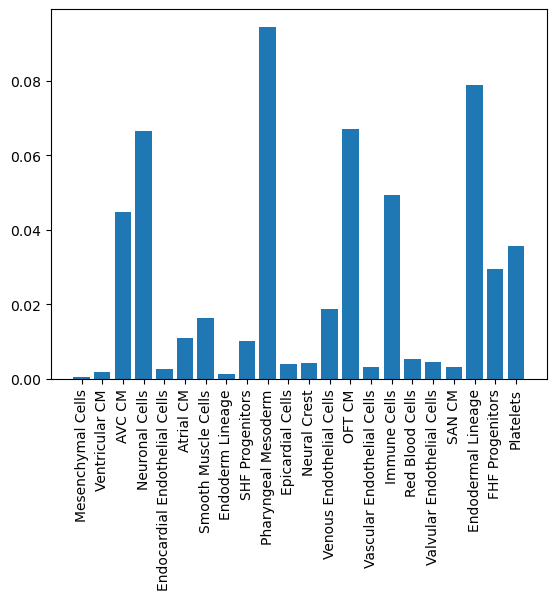 0.08
0.06
0.04
0.02
0.00
Mesenchymal Cells
Ventricular CM
AVC CM
Neuronal Cells
Endocardial Endothelial Cells
Atrial CM
Smooth Muscle Cells
Endoderm Lineage
SHF Progenitors
Pharyngeal Mesoderm
Epicardial Cells
Neural Crest
Venous Endothelial Cells
OFT CM
Vascular Endothelial Cells
Immune Cells
Red Blood Cells
Valvular Endothelial Cells
SAN CM
Endodermal Lineage
FHF Progenitors
Platelets